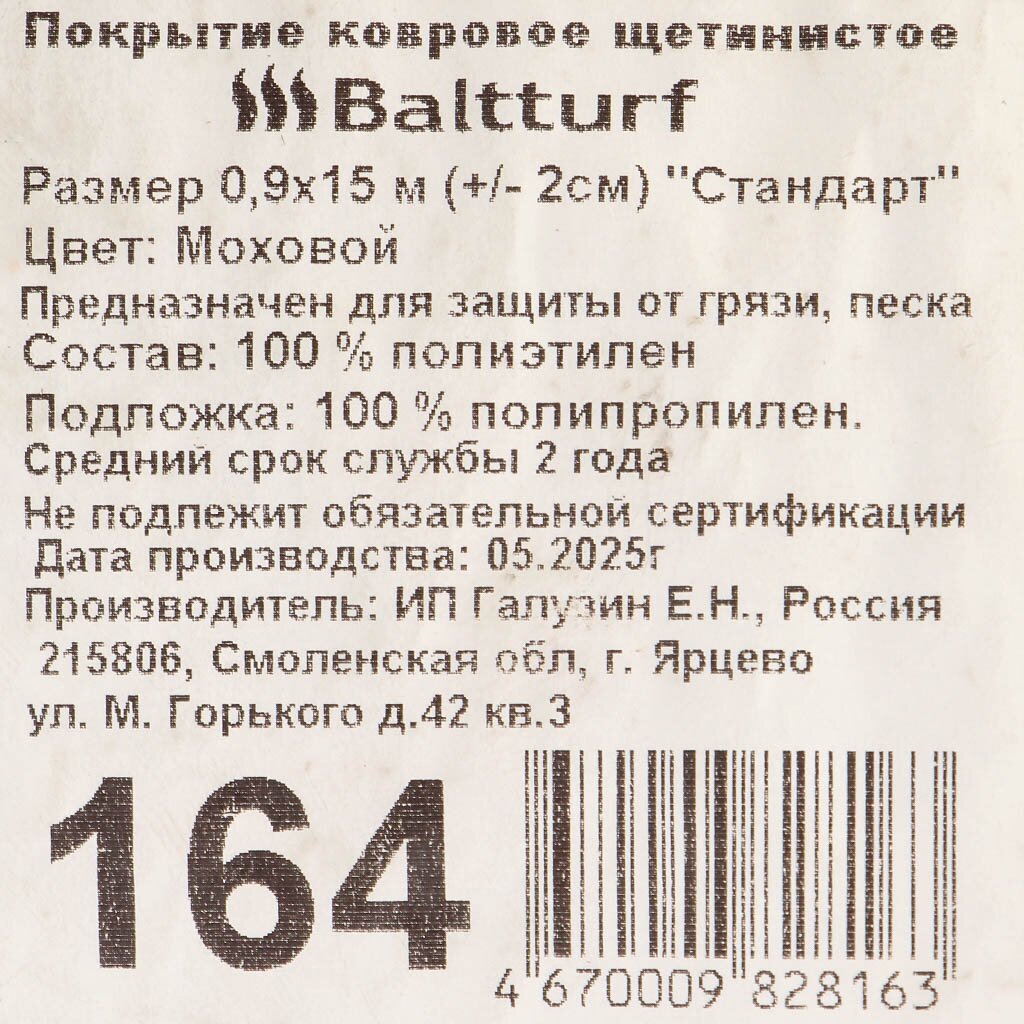 Покрытие ковровое щетинистое
Baltturf
Размер 0,9х15 м (+/- 2см) "Стандарт"
Цвет: Моховой
Предназначен для защиты от грязи, песка
Состав: 100 % полиэтилен
Подложка: 100 % полипропилен.
Средний срок службы 2 года
Не подлежит обязательной сертификации
Дата производства: 05.2025г
Производитель: ИП Галузин Е.Н., Россия
215806, Смоленская обл, г. Ярцево
ул. М. Горького д.42 кв.3
164
4 670009 828163